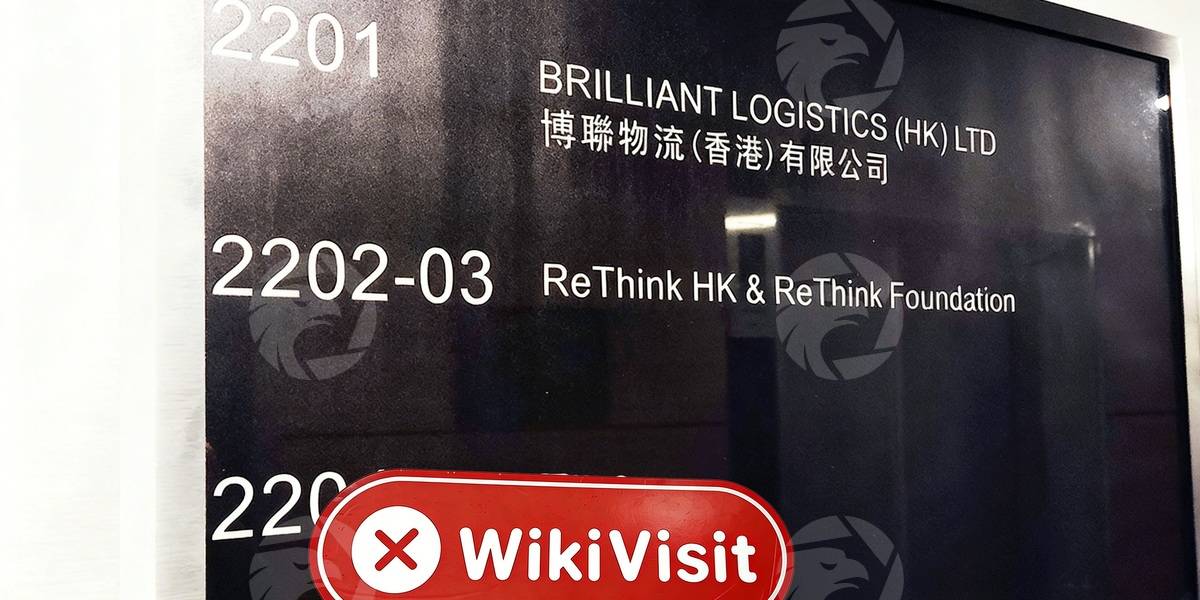 2201
BRILLIANT LOGISTICS (HK) LTD
博聯物流(香港)有限公司
2202-03 ReThink HK & ReThink Foundation
220
WikiVisit